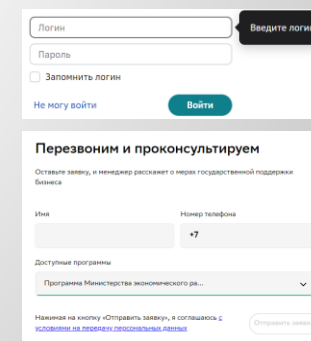 Логин
Введите логин
Пароль
Запомнить логин
Не могу войти
Войти
Перезвоним и проконсультируем
Оставьте заявку, и менеджер расскажет о мерах государственной поддержки
бизнеса
Имя
Номер телефона
+7
Доступные программы
Программа Министерства экономического ра...
Нажимая на кнопку «Отправить заявку», я соглашаюсь с
условиями на передачу персональных данных
Отправить заявку